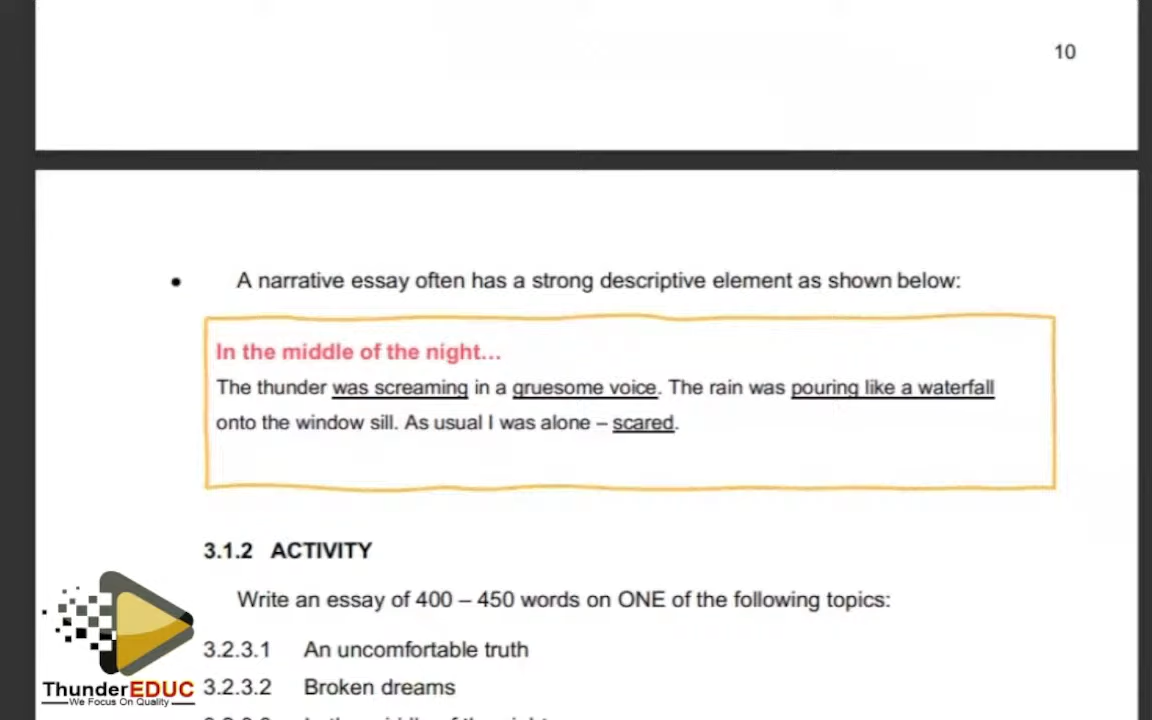 10
• A narrative essay often has a strong descriptive element as shown below:
In the middle of the night...
The thunder was screaming in a gruesome voice. The rain was pouring like a waterfall
onto the window sill. As usual I was alone – scared.
3.1.2 ACTIVITY
Write an essay of 400 – 450 words on ONE of the following topics:
3.2.3.1 An uncomfortable truth
3.2.3.2 Broken dreams
ThunderEDUC
We Focus On Quality